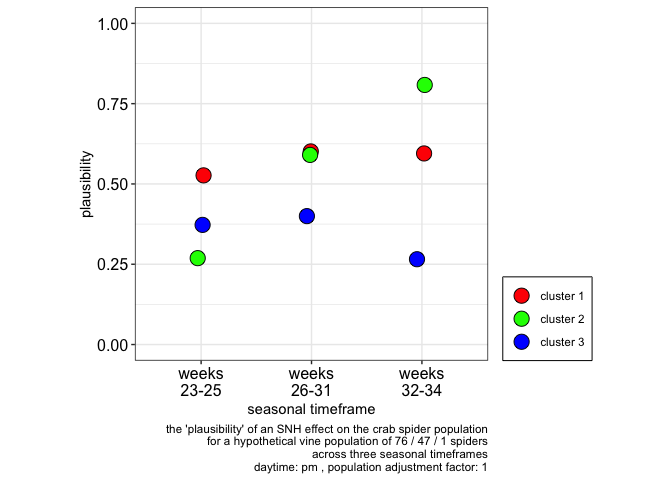 1.00
0.75
0.50
0.25
0.00
plausibility
weeks
23-25
weeks
26-31
weeks
32-34
seasonal timeframe
cluster 1
cluster 2
cluster 3
the 'plausibility' of an SNH effect on the crab spider population
for a hypothetical vine population of 76 / 47 / 1 spiders
across three seasonal timeframes
daytime: pm , population adjustment factor: 1